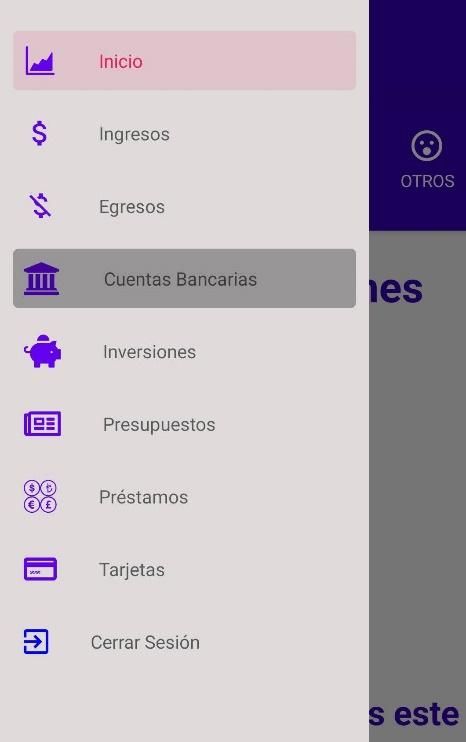 Inicio
Ingresos
OTROS
Egresos
Cuentas Bancarias
nes
Inversiones
Presupuestos
Préstamos
Tarjetas
Cerrar Sesión
s este